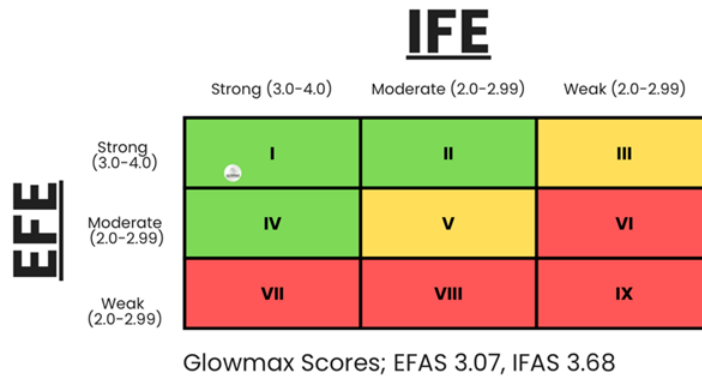 IFE
Strong (3.0-4.0) Moderate (2.0-2.99) Weak (2.0-2.99)
EFE
Strong
(3.0-4.0)
I II III
Moderate
(2.0-2.99)
IV V VI
Weak
(2.0-2.99)
VII VIII IX
Glowmax Scores; EFAS 3.07, IFAS 3.68